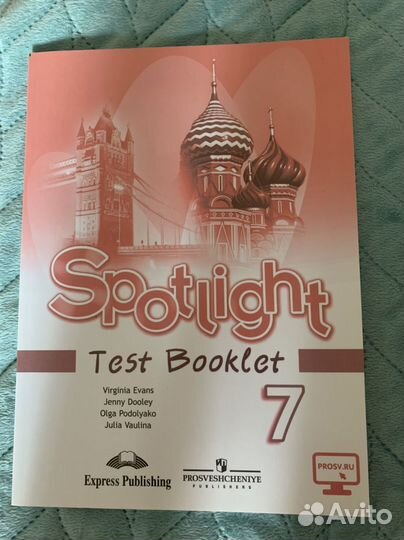 Spotlight
Test Booklet
Virginia Evans
Jenny Dooley
Olga Podolyako
Julia Vaulina
7
PROSV.RU
Express Publishing
PROSVESHCHENIYE
PUBLISHERS
Avito